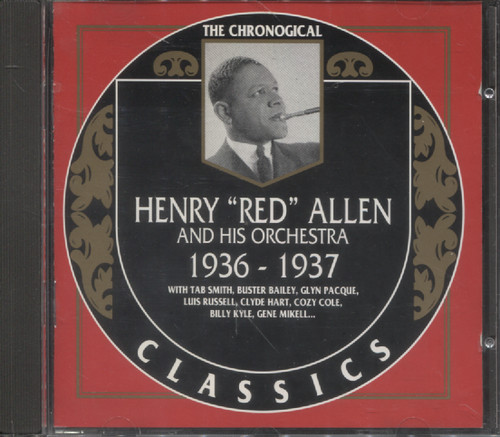 THE CHRONOGICAL
HENRY "RED" ALLEN
AND HIS ORCHESTRA
1936 - 1937
WITH TAB SMITH, BUSTER BAILEY, GLYN PACQUE,
LUIS RUSSELL, CLYDE HART, COZY COLE,
BILLY KYLE, GENE MIKELL...
CLASSICS